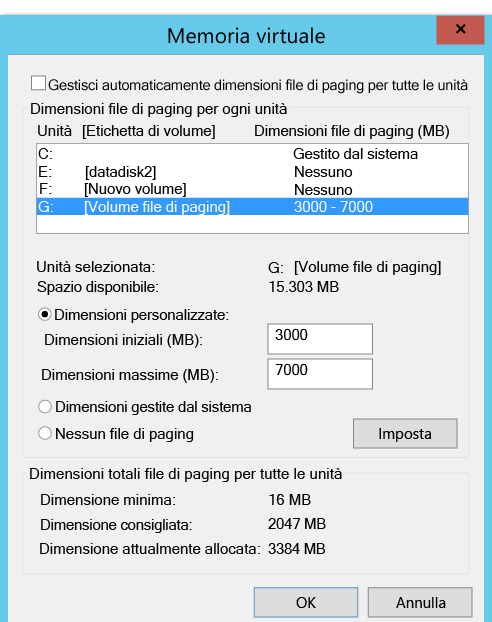 Memoria virtuale
Gestisci automaticamente dimensioni file di paging per tutte le unità
Dimensioni file di paging per ogni unità
Unità [Etichetta di volume] Dimensioni file di paging (MB)
C: Gestito dal sistema
E: [datadisk2] Nessuno
F: [Nuovo volume] Nessuno
G: [Volume file di paging] 3000 - 7000
Unità selezionata: G: [Volume file di paging]
Spazio disponibile: 15.303 MB
Dimensioni personalizzate:
Dimensioni iniziali (MB): 3000
Dimensioni massime (MB): 7000
Dimensioni gestite dal sistema
Nessun file di paging Imposta
Dimensioni totali file di paging per tutte le unità
Dimensione minima: 16 MB
Dimensione consigliata: 2047 MB
Dimensione attualmente allocata: 3384 MB
OK Annulla